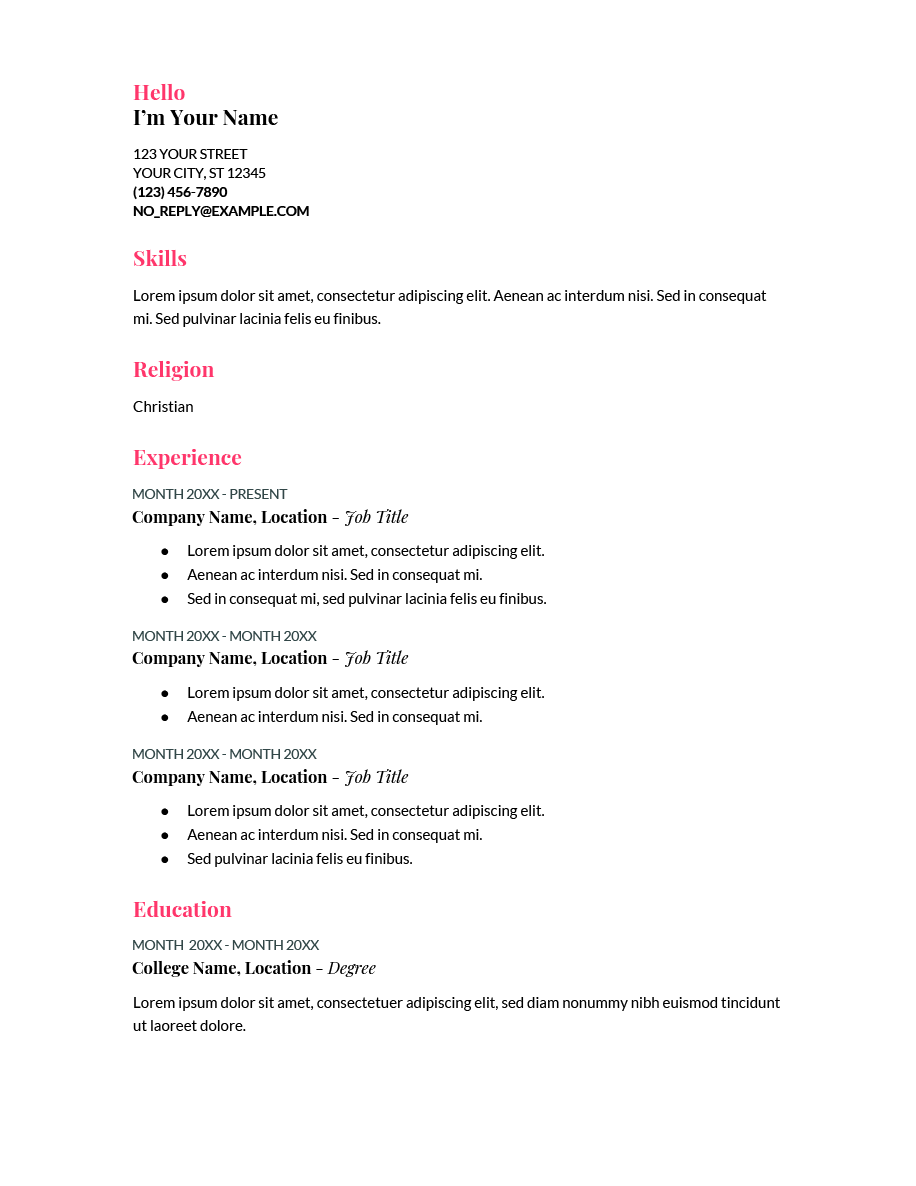 Hello
I’m Your Name
123 YOUR STREET
YOUR CITY, ST 12345
(123) 456-7890
NO_REPLY@EXAMPLE.COM
Skills
Lorem ipsum dolor sit amet, consectetur adipiscing elit. Aenean ac interdum nisi. Sed in consequat
mi. Sed pulvinar lacinia felis eu finibus.
Religion
Christian
Experience
MONTH 20XX - PRESENT
Company Name, Location - Job Title
● Lorem ipsum dolor sit amet, consectetur adipiscing elit.
● Aenean ac interdum nisi. Sed in consequat mi.
● Sed in consequat mi, sed pulvinar lacinia felis eu finibus.
MONTH 20XX - MONTH 20XX
Company Name, Location - Job Title
● Lorem ipsum dolor sit amet, consectetur adipiscing elit.
● Aenean ac interdum nisi. Sed in consequat mi.
MONTH 20XX - MONTH 20XX
Company Name, Location - Job Title
● Lorem ipsum dolor sit amet, consectetur adipiscing elit.
● Aenean ac interdum nisi. Sed in consequat mi.
● Sed pulvinar lacinia felis eu finibus.
Education
MONTH 20XX - MONTH 20XX
College Name, Location - Degree
Lorem ipsum dolor sit amet, consectetuer adipiscing elit, sed diam nonummy nibh euismod tincidunt
ut laoreet dolore.